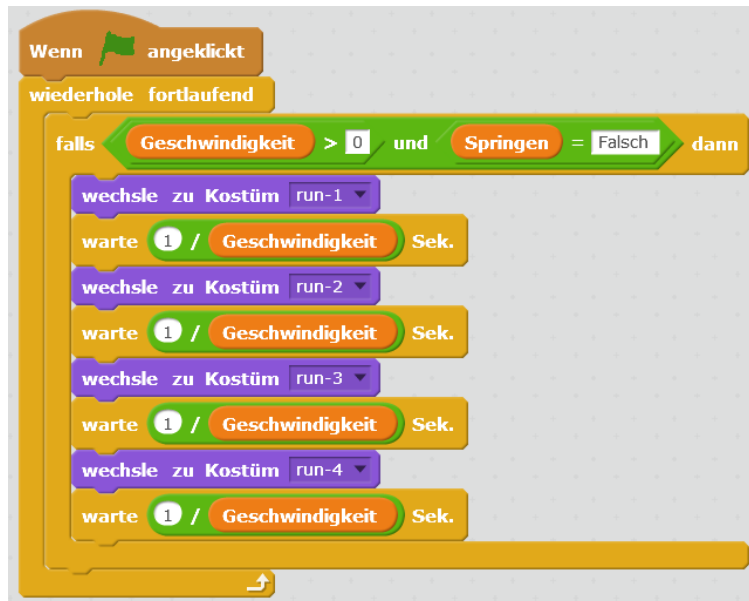 Wenn angeklickt
wiederhole fortlaufend
falls Geschwindigkeit > 0 und Springen = Falsch dann
wechsle zu Kostüm run-1
warte 1 / Geschwindigkeit Sek.
wechsle zu Kostüm run-2
warte 1 / Geschwindigkeit Sek.
wechsle zu Kostüm run-3
warte 1 / Geschwindigkeit Sek.
wechsle zu Kostüm run-4
warte 1 / Geschwindigkeit Sek.